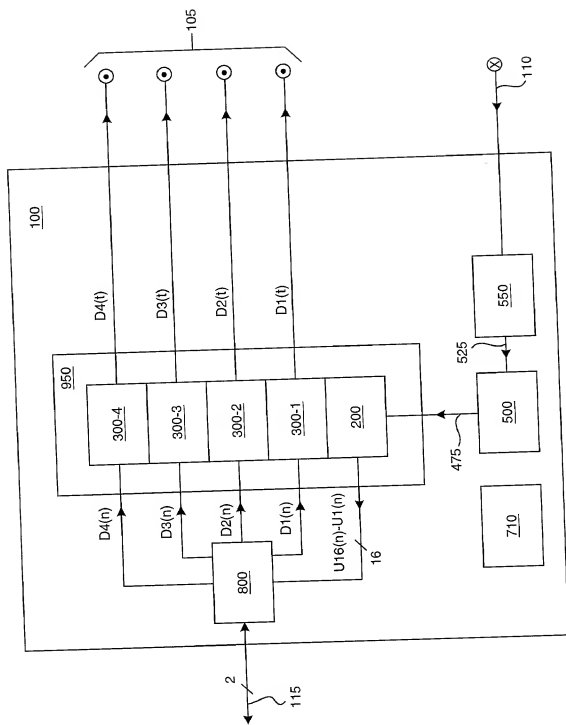 105
110
100
D4(t)
D3(t)
D2(t)
D1(t)
550
525
950
300-4
300-3
300-2
300-1
200
475
500
D4(n)
D3(n)
D2(n)
D1(n)
U16(n)-U1(n)
16
710
800
2
115